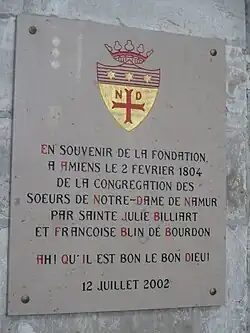 N D
EN SOUVENIR DE LA FONDATION,
A AMIENS LE 2 FEVRIER 1804
DE LA CONGREGATION DES
SOEURS DE NOTRE-DAME DE NAMUR
PAR SAINTE JULIE BILLIART
ET FRANCOISE BLIN DE BOURDON
AH! QU'IL EST BON LE BON DIEU!
12 JUILLET 2002